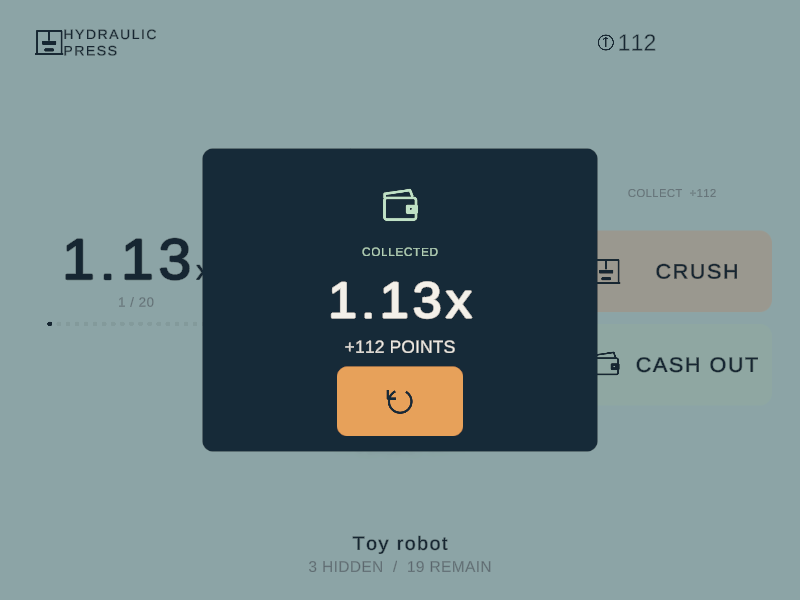 HYDRAULIC
PRESS
112
COLLECT +112
1.13x
1 / 20
CRUSH
CASH OUT
COLLECTED
1.13x
+112 POINTS
Toy robot
3 HIDDEN / 19 REMAIN